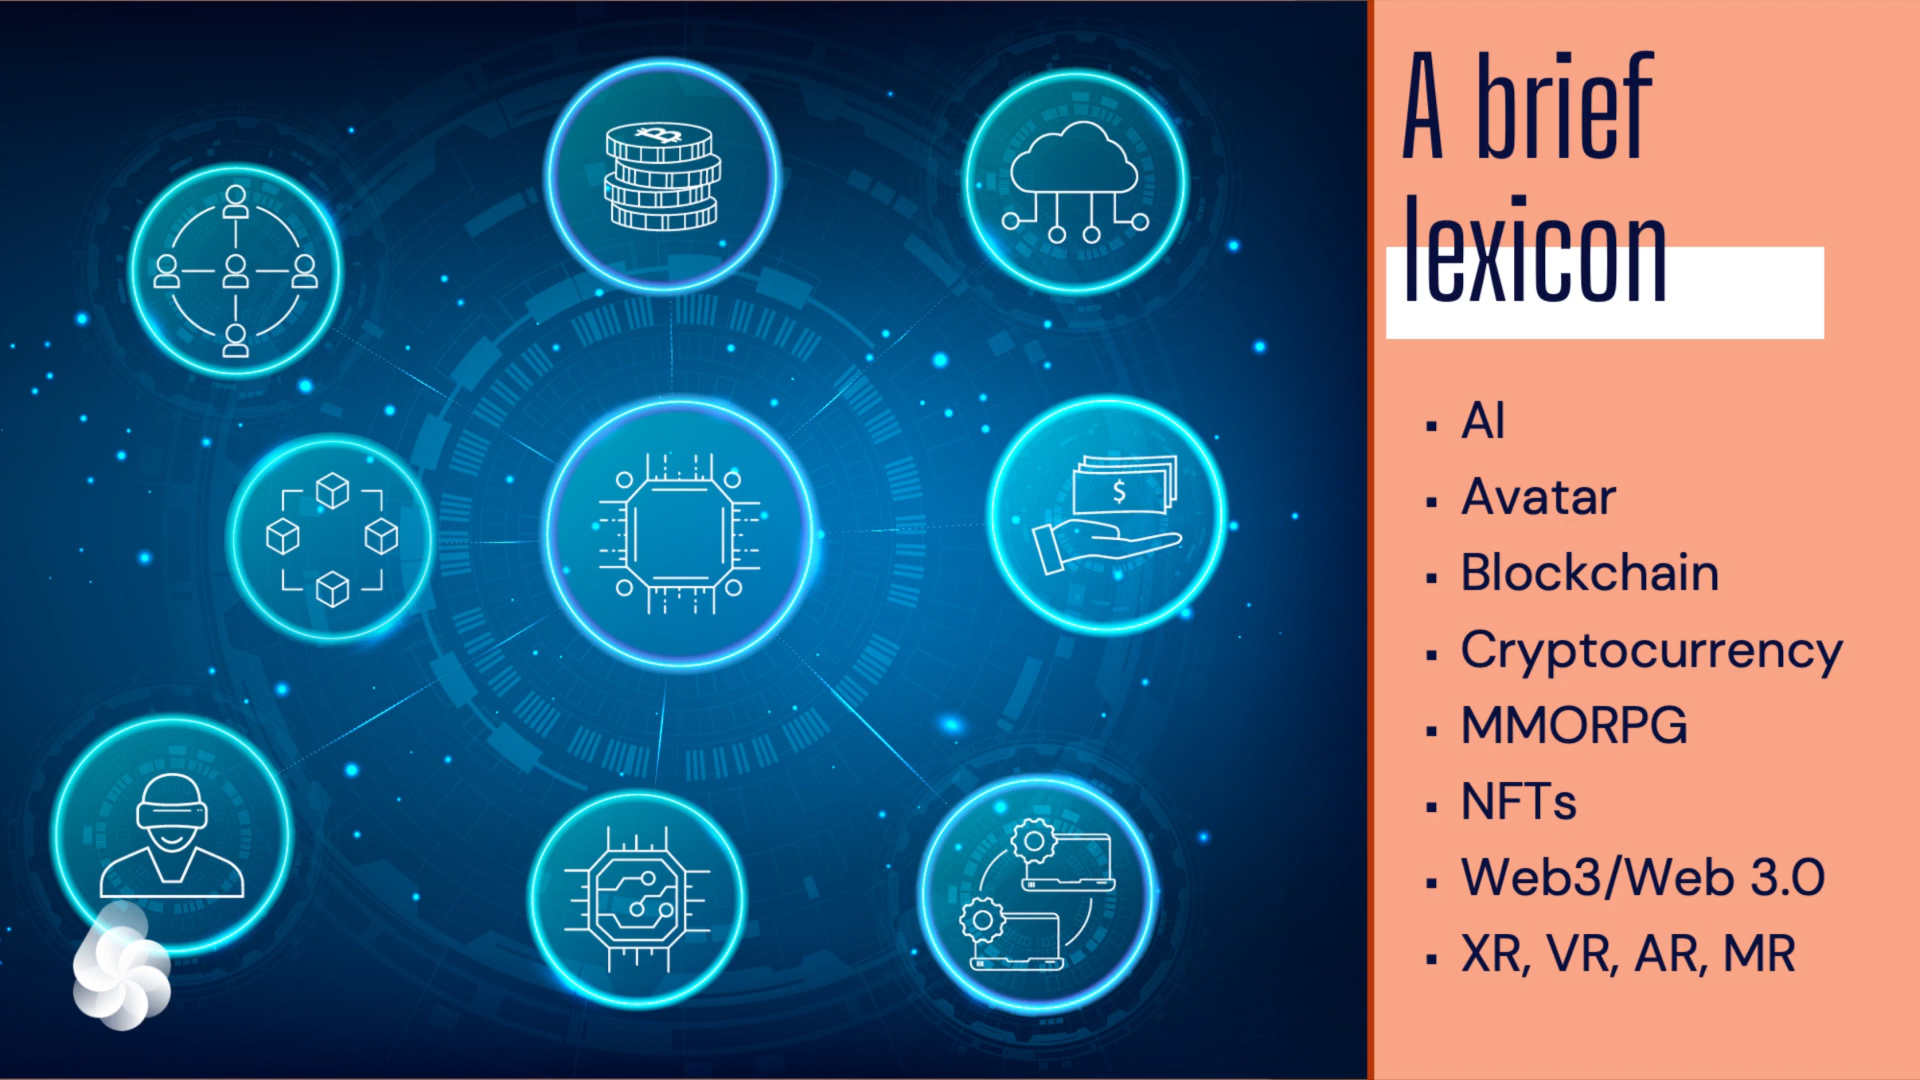 A brief
lexicon
▪ AI
▪ Avatar
▪ Blockchain
▪ Cryptocurrency
▪ MMORPG
▪ NFTs
▪ Web3/Web 3.0
▪ XR, VR, AR, MR
₿
$